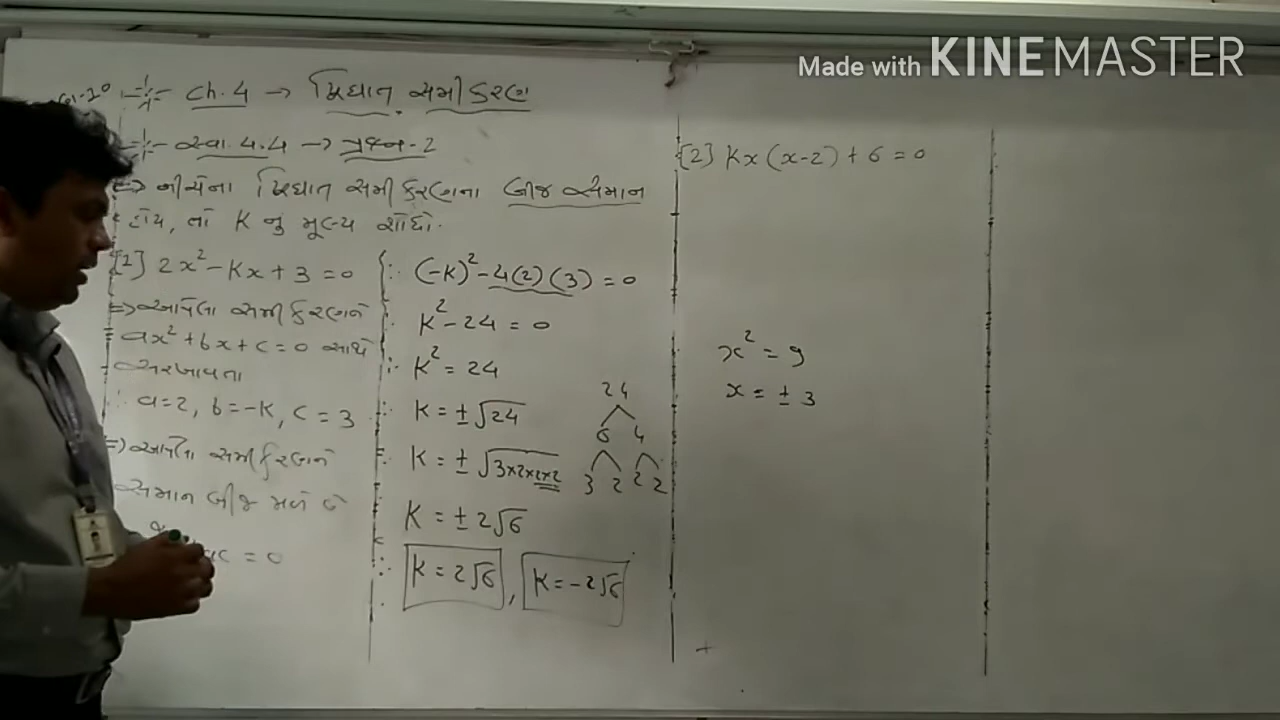 Made with KINEMASTER
Ch. 4 → દ્વિઘાત સમીકરણ
સ્વા. 4.4 → પ્રશ્ન-2
⇒ નીચેના દ્વિઘાત સમીકરણના બીજ સમાન
હોય, તો K નું મૂલ્ય શોધો.
[1] 2x² - Kx + 3 = 0
⇒ આપેલા સમીકરણને
ax² + bx + c = 0 સાથે
સરખાવતા
∴ a = 2, b = -K, c = 3
⇒ આપેલા સમીકરણને
સમાન બીજ મળે છે
= 0
∴ (-K)² - 4(2)(3) = 0
∴ K² - 24 = 0
∴ K² = 24
∴ K = ± √24
∴ K = ± √3×2×2×2
K = ± 2√6
∴ K = 2√6 , K = -2√6
24
6 4
3 2 2 2
[2] Kx(x-2) + 6 = 0
x² = 9
x = ± 3